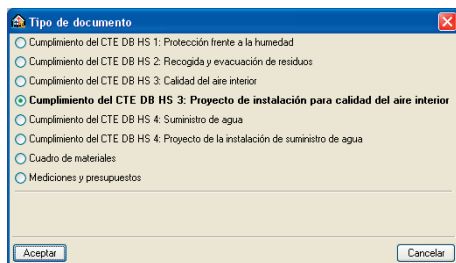 Tipo de documento
Cumplimiento del CTE DB HS 1: Protección frente a la humedad
Cumplimiento del CTE DB HS 2: Recogida y evacuación de residuos
Cumplimiento del CTE DB HS 3: Calidad del aire interior
Cumplimiento del CTE DB HS 3: Proyecto de instalación para calidad del aire interior
Cumplimiento del CTE DB HS 4: Suministro de agua
Cumplimiento del CTE DB HS 4: Proyecto de la instalación de suministro de agua
Cuadro de materiales
Mediciones y presupuestos
Aceptar
Cancelar